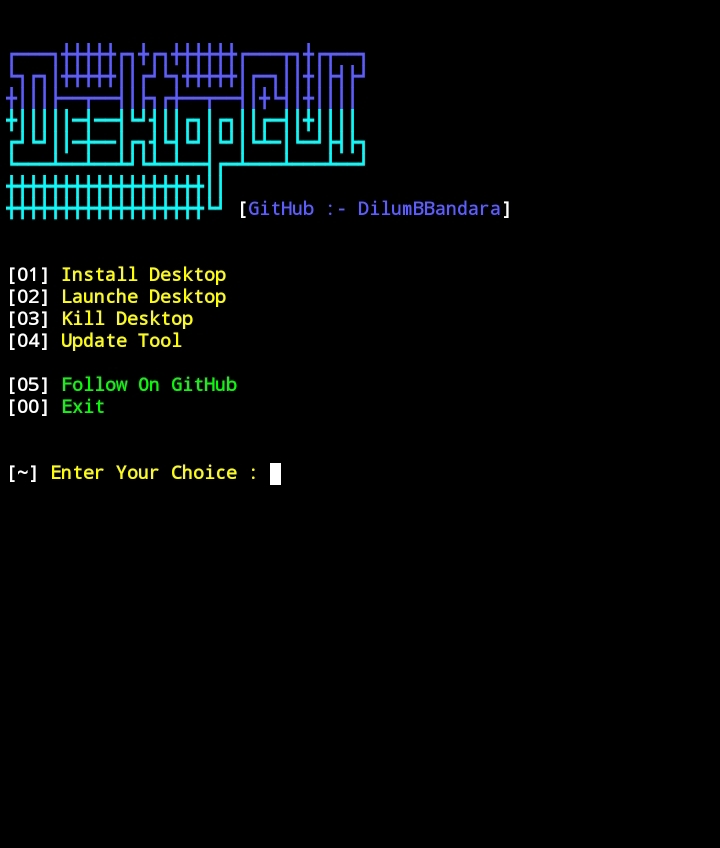 [GitHub :- DilumBBandara]
[01] Install Desktop
[02] Launche Desktop
[03] Kill Desktop
[04] Update Tool
[05] Follow On GitHub
[00] Exit
[~] Enter Your Choice :